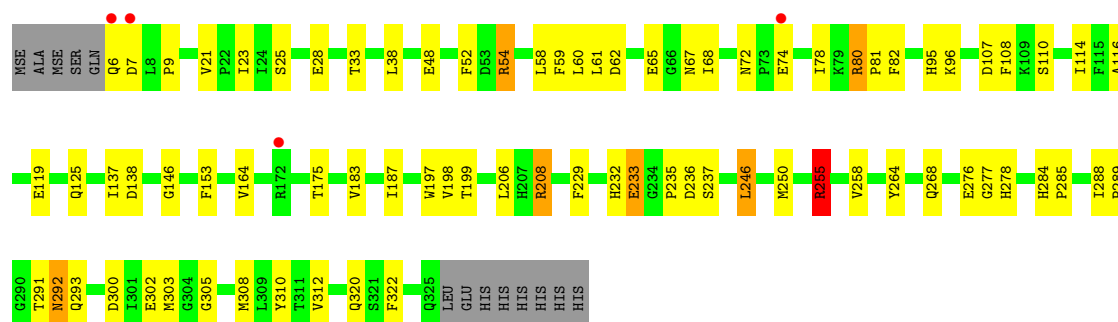 MSE ALA MSE SER GLN Q6 D7 L8 P9 V21 P22 I23 I24 S25 E28 T33 L38 E48 F52 D53 R54 L58 F59 L60 L61 D62 E65 G66 N67 I68 N72 P73 E74 I78 K79 R80 P81 F82 H95 K96 D107 F108 K109 S110 I114 F115 A116
E119 Q125 I137 D138 G146 F153 V164 R172 T175 V183 I187 W197 V198 T199 L206 H207 R208 F229 H232 E233 G234 P235 D236 S237 L246 M250 R255 V258 Y264 Q268 E276 G277 H278 H284 P285 I288 P289
G290 T291 N292 Q293 D300 I301 E302 M303 G304 G305 M308 L309 Y310 T311 V312 Q320 S321 F322 Q325 LEU GLU HIS HIS HIS HIS HIS HIS